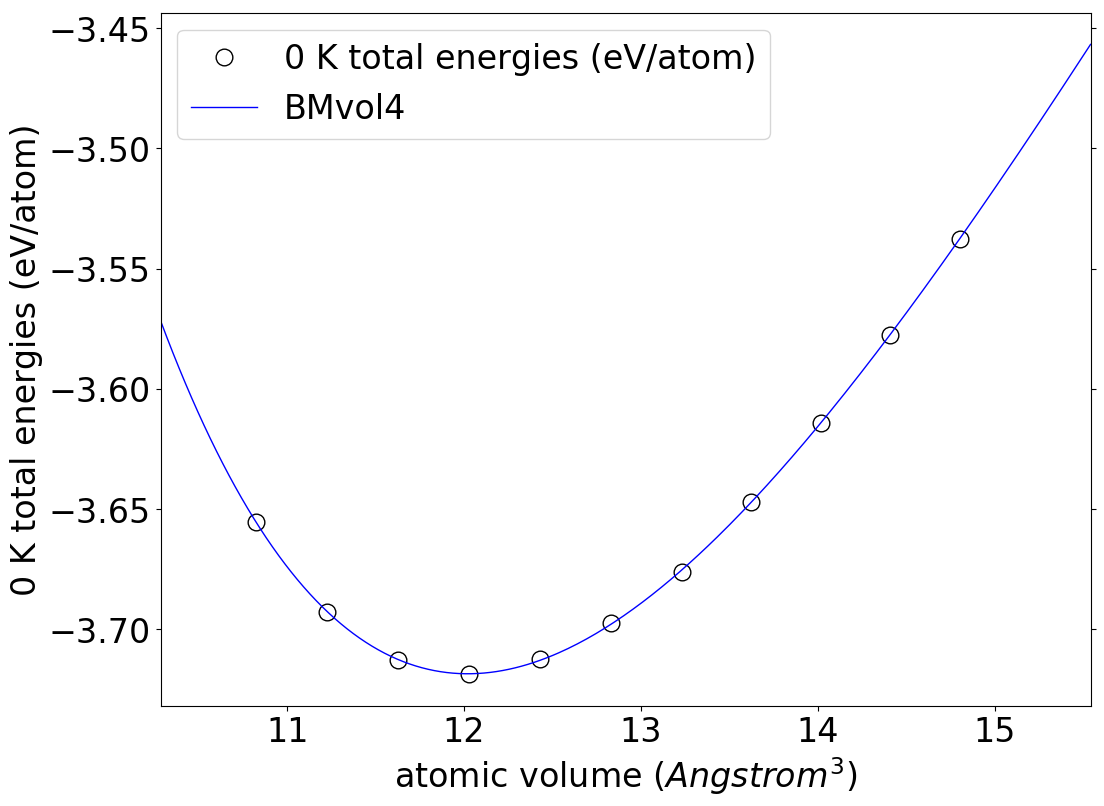 −3.45
−3.50
−3.55
−3.60
−3.65
−3.70
0 K total energies (eV/atom)
0 K total energies (eV/atom)
BMvol4
11 12 13 14 15
atomic volume (Angstrom³)